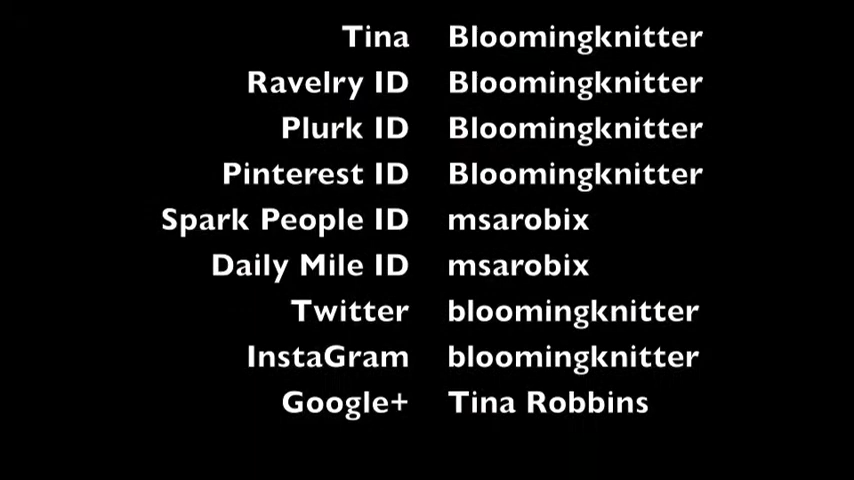 Tina Bloomingknitter
Ravelry ID Bloomingknitter
Plurk ID Bloomingknitter
Pinterest ID Bloomingknitter
Spark People ID msarobix
Daily Mile ID msarobix
Twitter bloomingknitter
InstaGram bloomingknitter
Google+ Tina Robbins